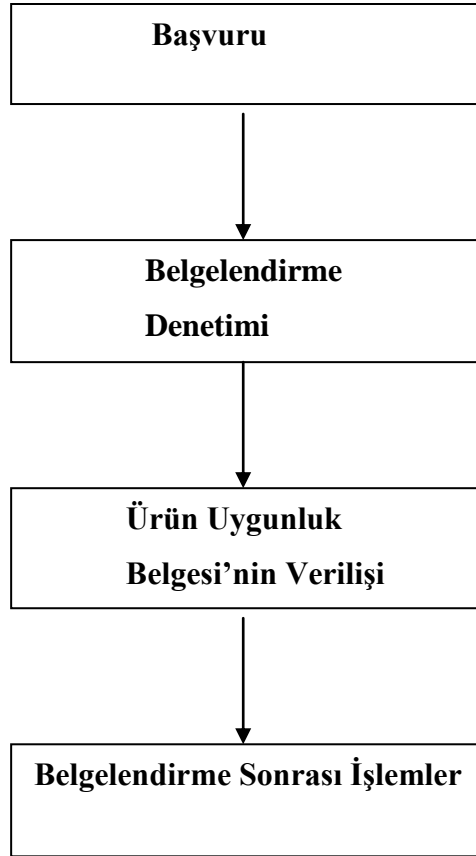 Başvuru
Belgelendirme
Denetimi
Ürün Uygunluk
Belgesi’nin Verilişi
Belgelendirme Sonrası İşlemler